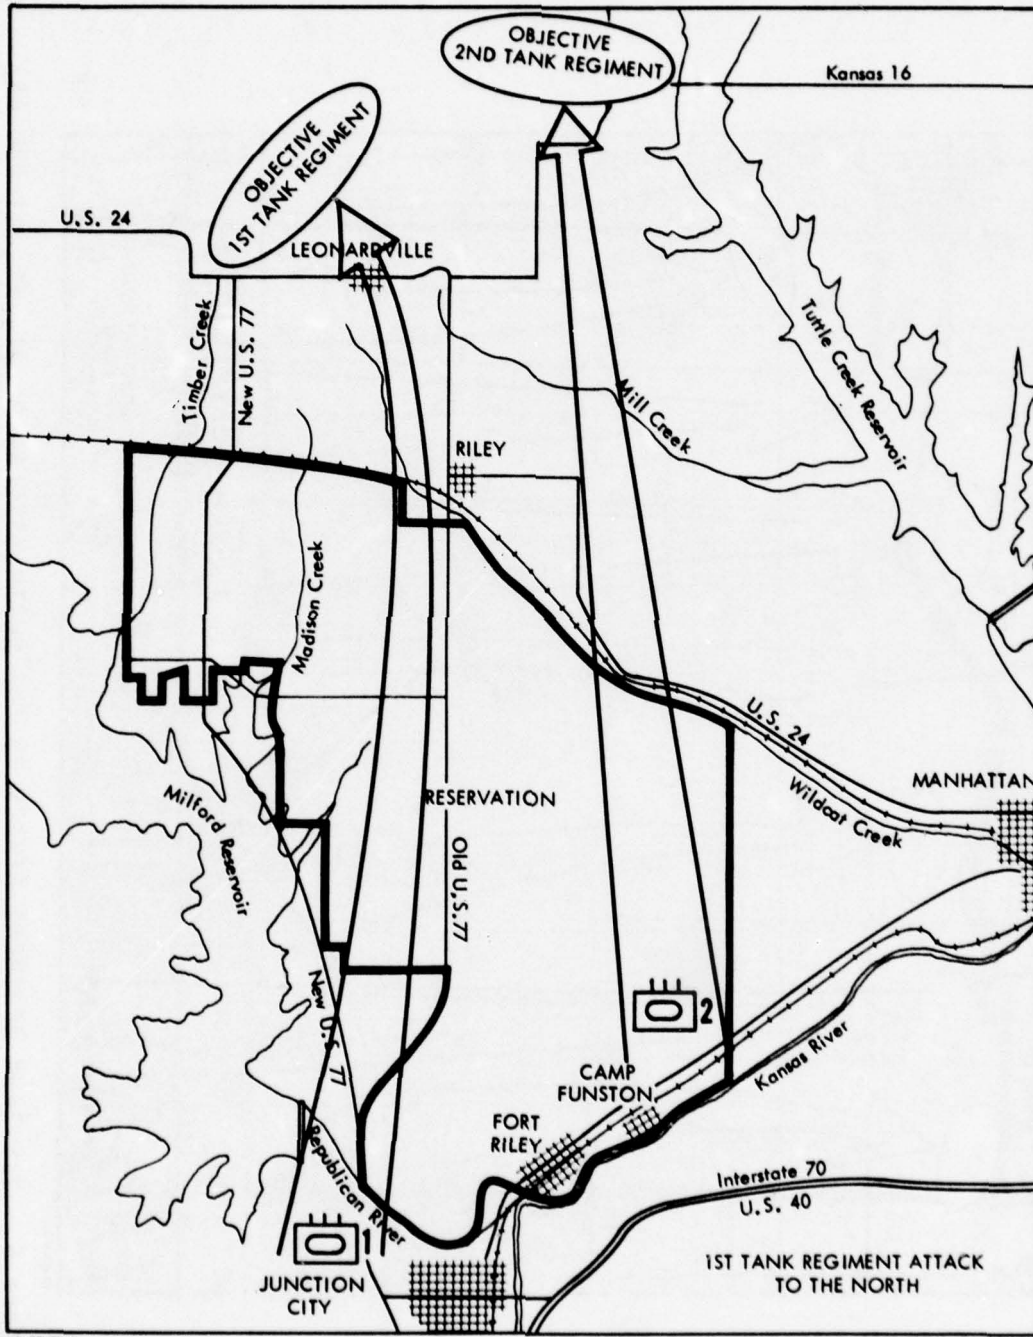 OBJECTIVE
2ND TANK REGIMENT
Kansas 16
OBJECTIVE
1ST TANK REGIMENT
U.S. 24
LEONARDVILLE
Timber Creek
New U.S. 77
Tuttle Creek Reservoir
Mill Creek
RILEY
Madison Creek
U.S. 24
MANHATTAN
Wildcat Creek
Milford Reservoir
RESERVATION
Old U.S.77
New U.S. 77
2
Kansas River
CAMP
FUNSTON
FORT
RILEY
Republican River
Interstate 70
U.S. 40
1
JUNCTION
CITY
1ST TANK REGIMENT ATTACK
TO THE NORTH